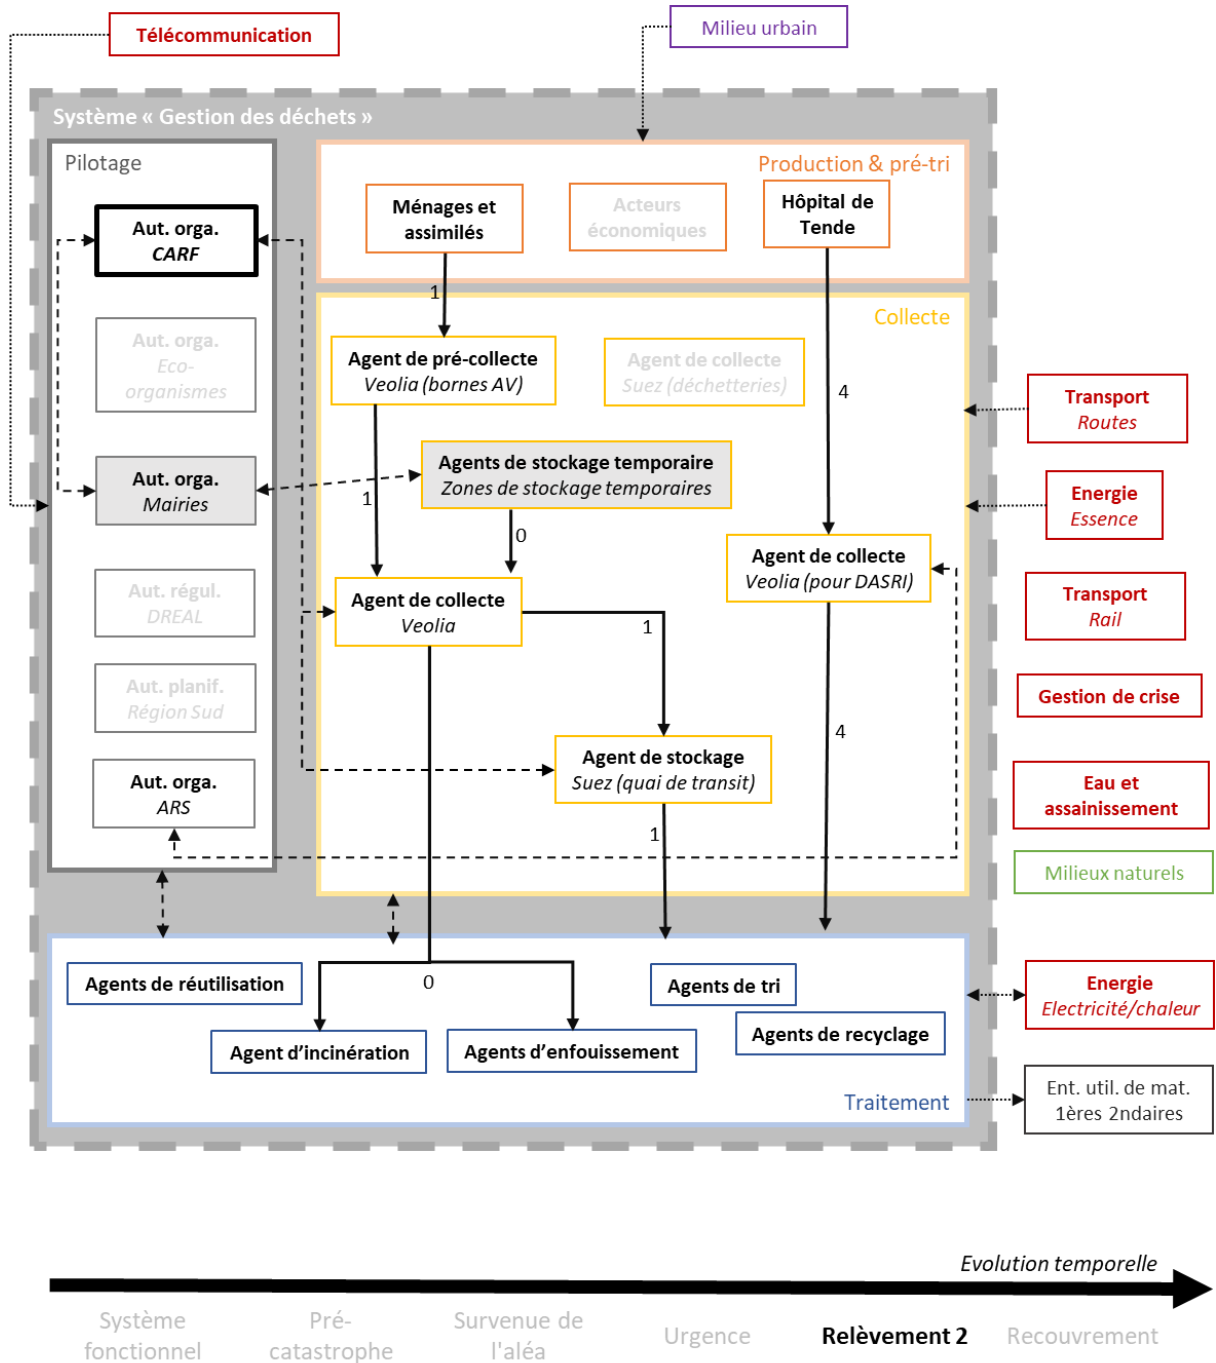 Télécommunication
Milieu urbain
Système « Gestion des déchets »
Pilotage
Production & pré-tri
Aut. orga.
CARF
Ménages et
assimilés
Acteurs
économiques
Hôpital de
Tende
1
Collecte
Aut. orga.
Eco-
organismes
Agent de pré-collecte
Veolia (bornes AV)
Agent de collecte
Suez (déchetteries)
4
Transport
Routes
Aut. orga.
Mairies
Agents de stockage temporaire
Zones de stockage temporaires
1
0
Energie
Essence
Aut. régul.
DREAL
Agent de collecte
Veolia
Agent de collecte
Veolia (pour DASRI)
Transport
Rail
1
Aut. planif.
Région Sud
Gestion de crise
4
Aut. orga.
ARS
Agent de stockage
Suez (quai de transit)
Eau et
assainissement
1
Milieux naturels
Agents de réutilisation
0
Agents de tri
Energie
Electricité/chaleur
Agent d’incinération
Agents d’enfouissement
Agents de recyclage
Traitement
Ent. util. de mat.
1ères 2ndaires
Evolution temporelle
Système
fonctionnel
Pré-
catastrophe
Survenue de
l'aléa
Urgence
Relèvement 2
Recouvrement